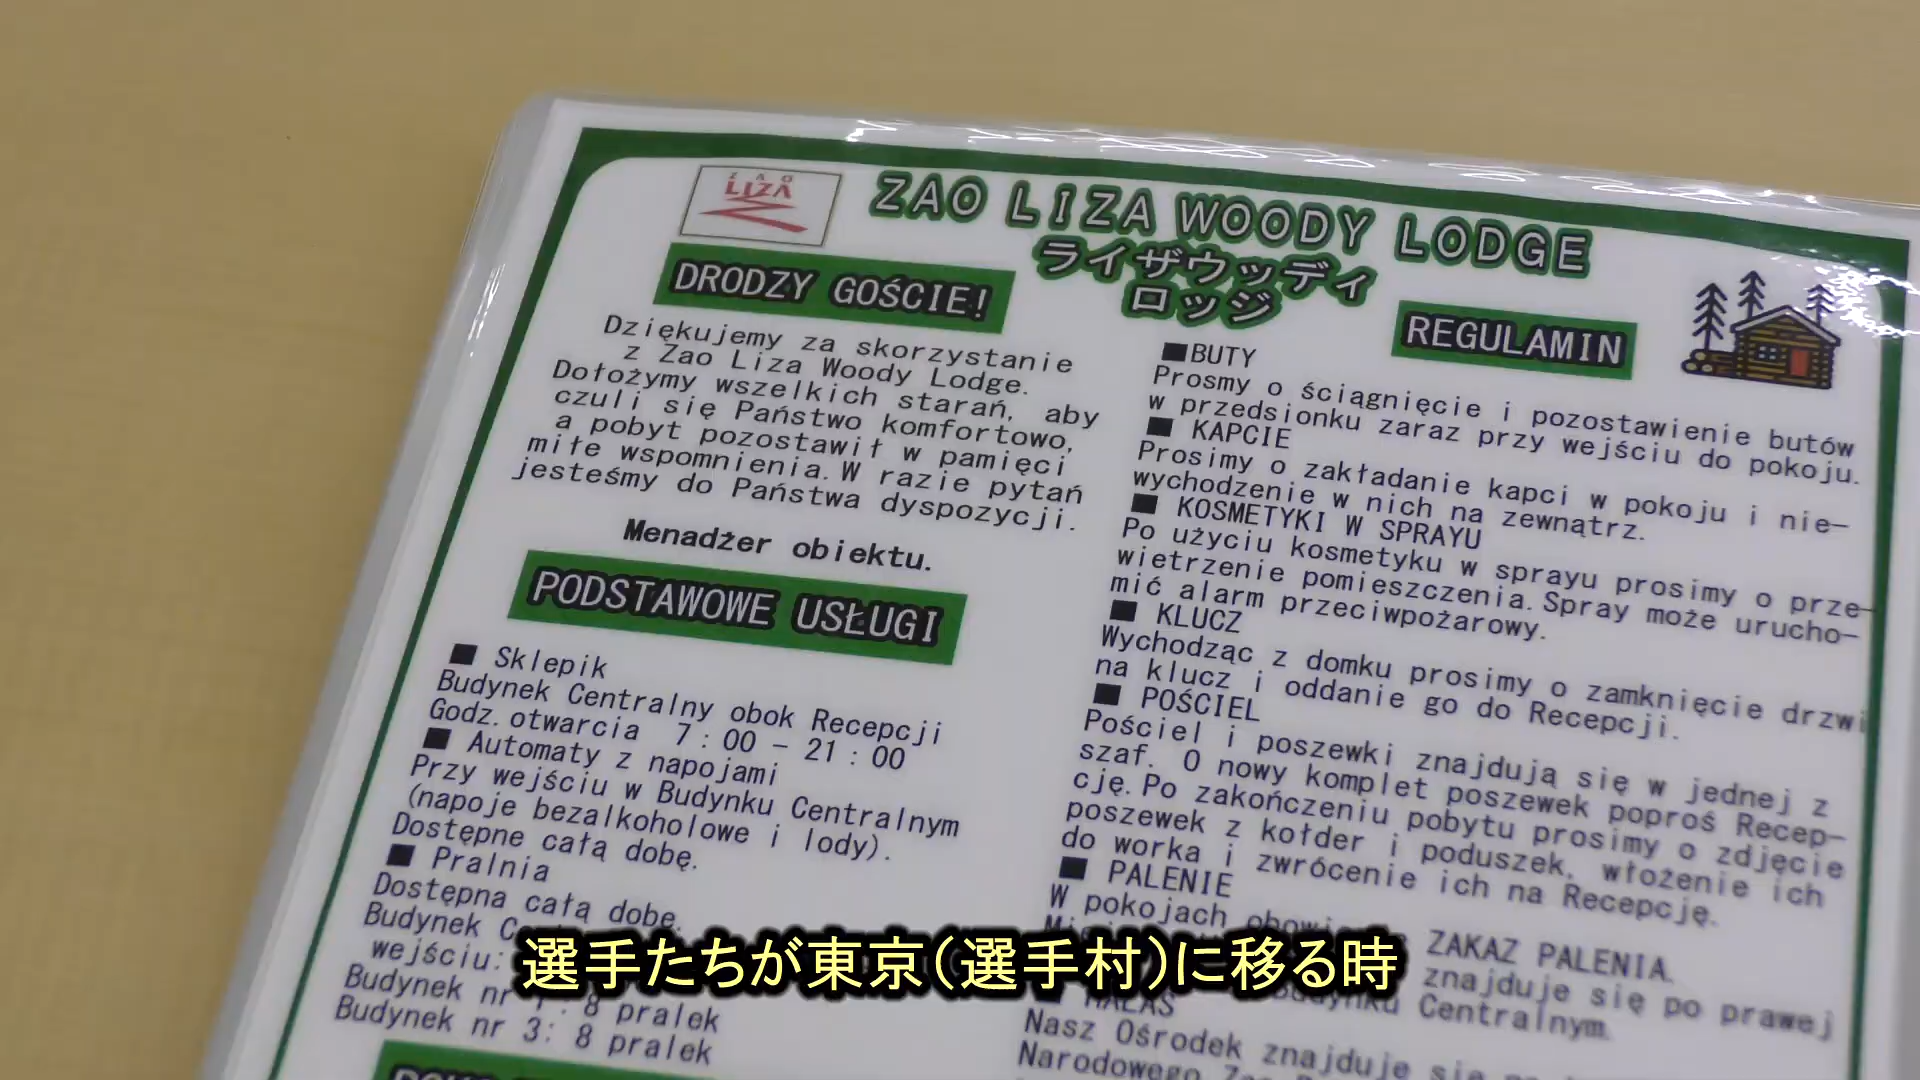 ZAO
LIZA
ZAO LIZA WOODY LODGE
ライザウッディ
ロッジ
DRODZY GOŚCIE!
Dziękujemy za skorzystanie
z Zao Liza Woody Lodge.
Dołożymy wszelkich starań, aby
czuli się Państwo komfortowo,
a pobyt pozostawił w pamięci
miłe wspomnienia. W razie pytań
jesteśmy do Państwa dyspozycji.
Menadżer obiektu.
PODSTAWOWE USŁUGI
■ Sklepik
Budynek Centralny obok Recepcji
Godz. otwarcia 7:00 - 21:00
■ Automaty z napojami
Przy wejściu w Budynku Centralnym
(napoje bezalkoholowe i lody).
Dostępne całą dobę.
■ Pralnia
Dostępna całą dobę.
Budynek
wejściu:
Budynek nr 1: 8 pralek
Budynek nr 3: 8 pralek
REGULAMIN
■BUTY
Prosmy o ściągnięcie i pozostawienie butów
w przedsionku zaraz przy wejściu do pokoju.
■ KAPCIE
Prosimy o zakładanie kapci w pokoju i nie-
wychodzenie w nich na zewnątrz.
■ KOSMETYKI W SPRAYU
Po użyciu kosmetyku w sprayu prosimy o prze-
wietrzenie pomieszczenia. Spray może urucho-
mić alarm przeciwpożarowy.
■ KLUCZ
Wychodząc z domku prosimy o zamknięcie drzwi
na klucz i oddanie go do Recepcji.
■ POŚCIEL
Pościel i poszewki znajdują się w jednej z
szaf. O nowy komplet poszewek poproś Recep-
cję. Po zakończeniu pobytu prosimy o zdjęcie
poszewek z kołder i poduszek, włożenie ich
do worka i zwrócenie ich na Recepcję.
■ PALENIE
W pokojach ZAKAZ PALENIA.
znajduje się po prawej
Budynku Centralnym.
■ HAŁAS
Nasz Ośrodek znajduje się
Narodowego
選手たちが東京(選手村)に移る時